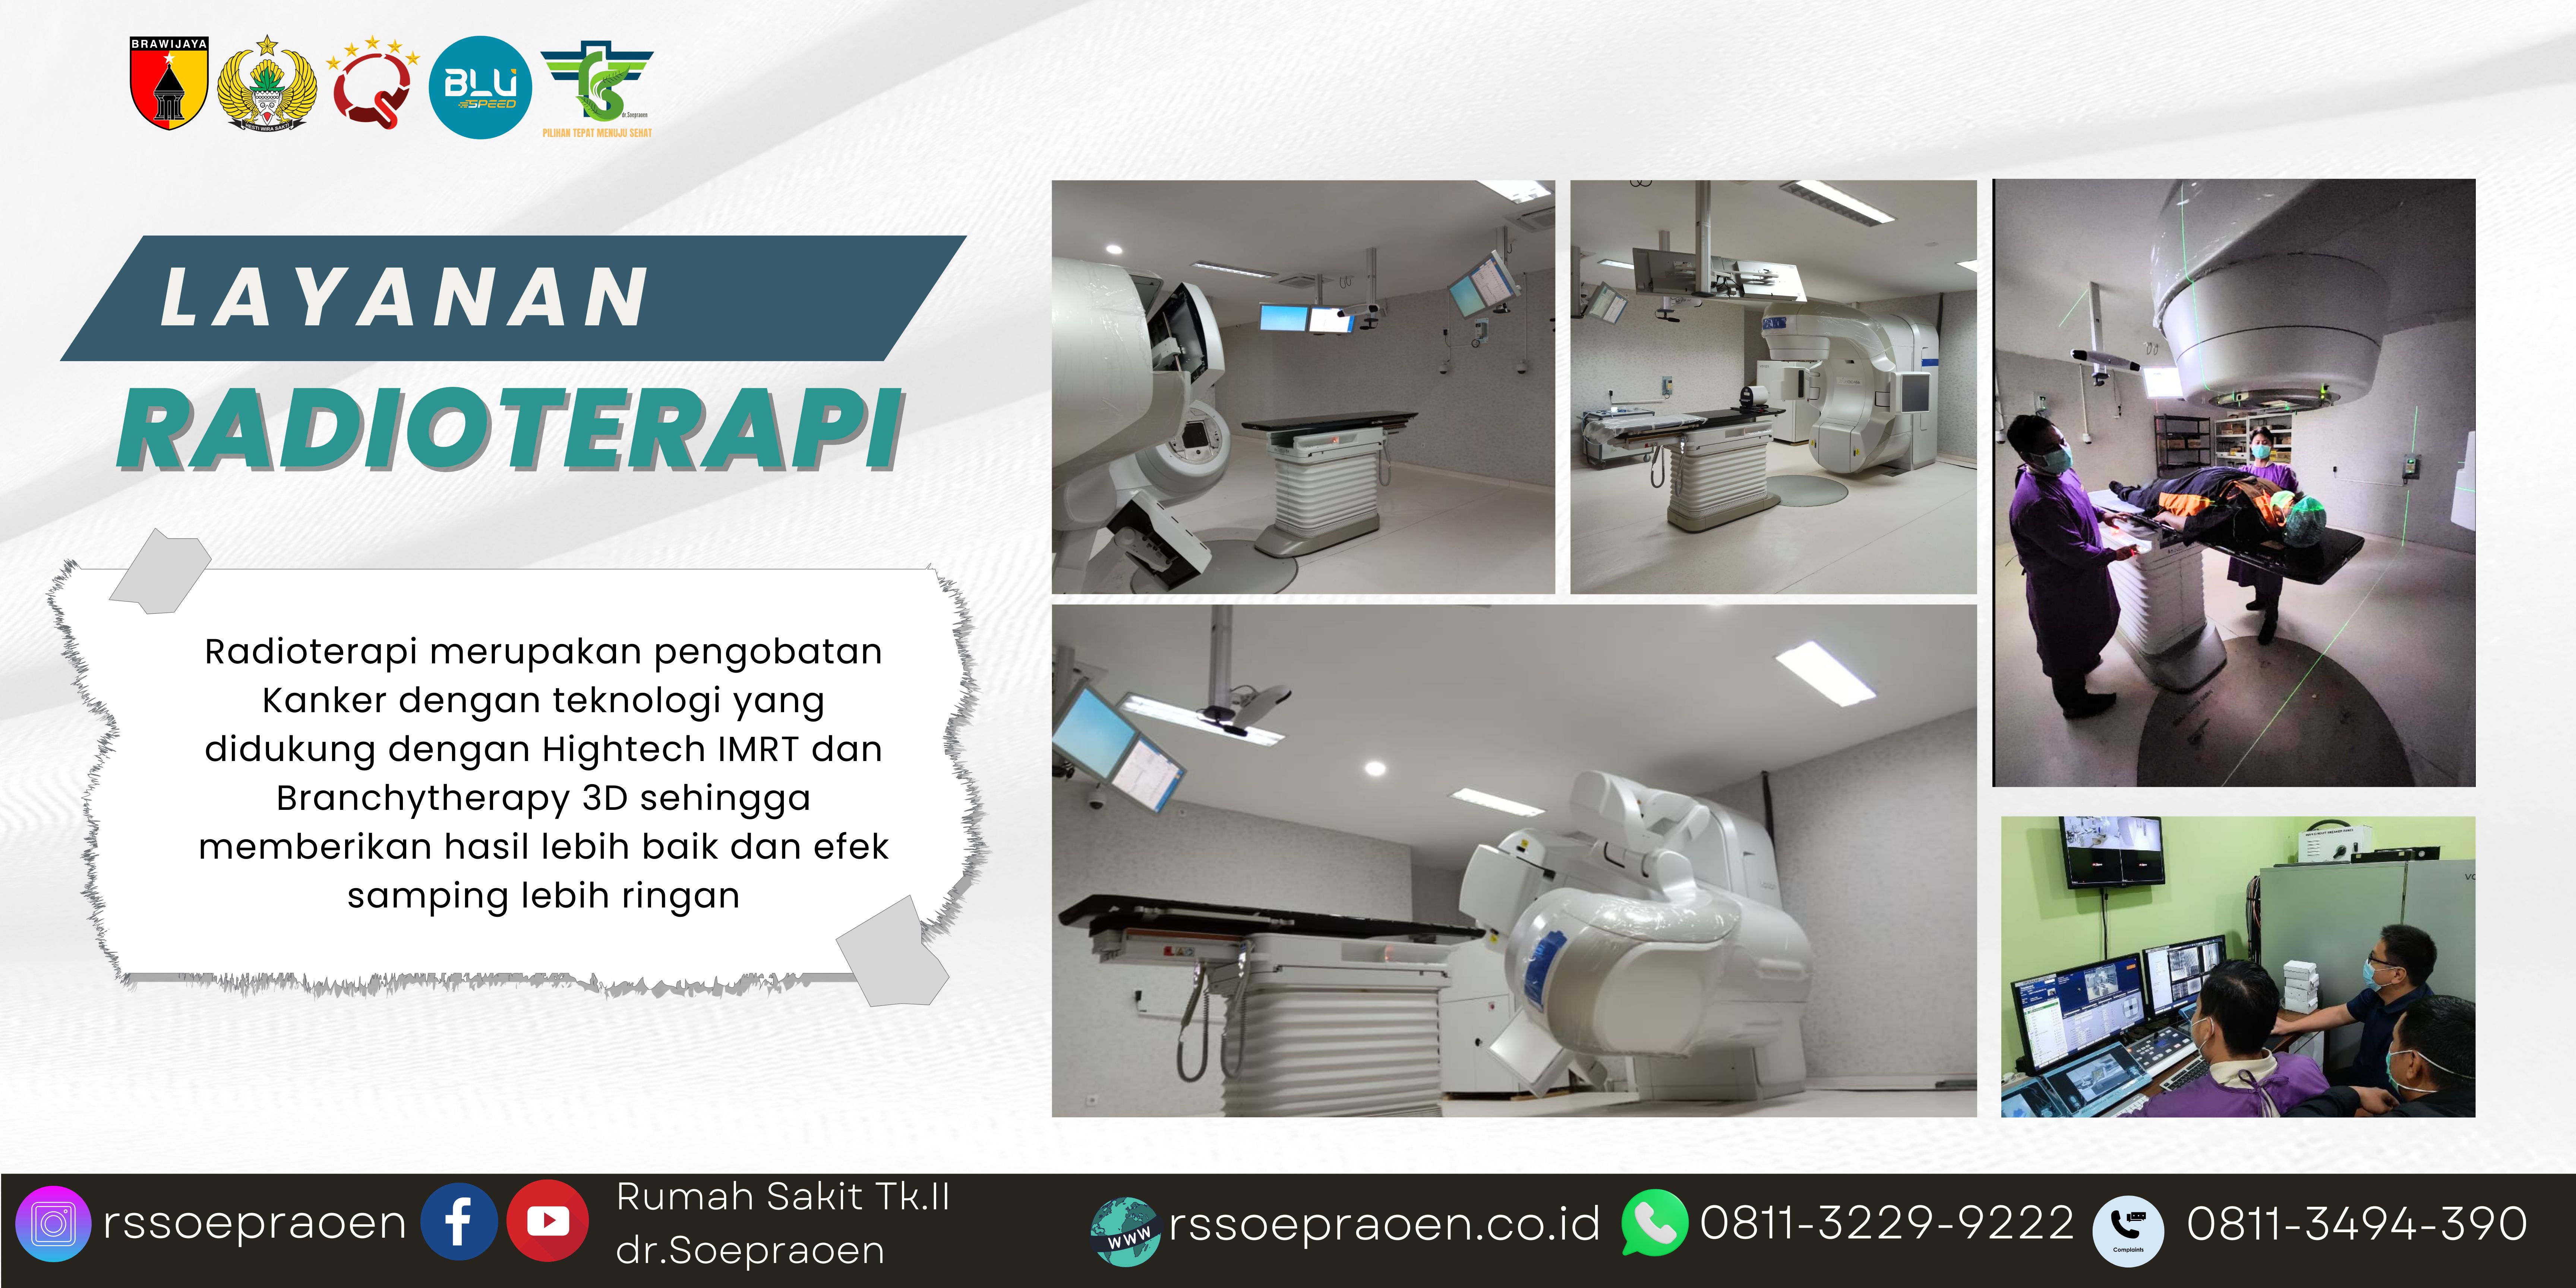 BRAWIJAYA
BLU
SPEED
dr.Soepraoen
PILIHAN TEPAT MENUJU SEHAT
LAYANAN
RADIOTERAPI
Radioterapi merupakan pengobatan
Kanker dengan teknologi yang
didukung dengan Hightech IMRT dan
Branchytherapy 3D sehingga
memberikan hasil lebih baik dan efek
samping lebih ringan
rssoepraoen
Rumah Sakit Tk.II
dr.Soepraoen
www
rssoepraoen.co.id
0811-3229-9222
Complaints
0811-3494-390